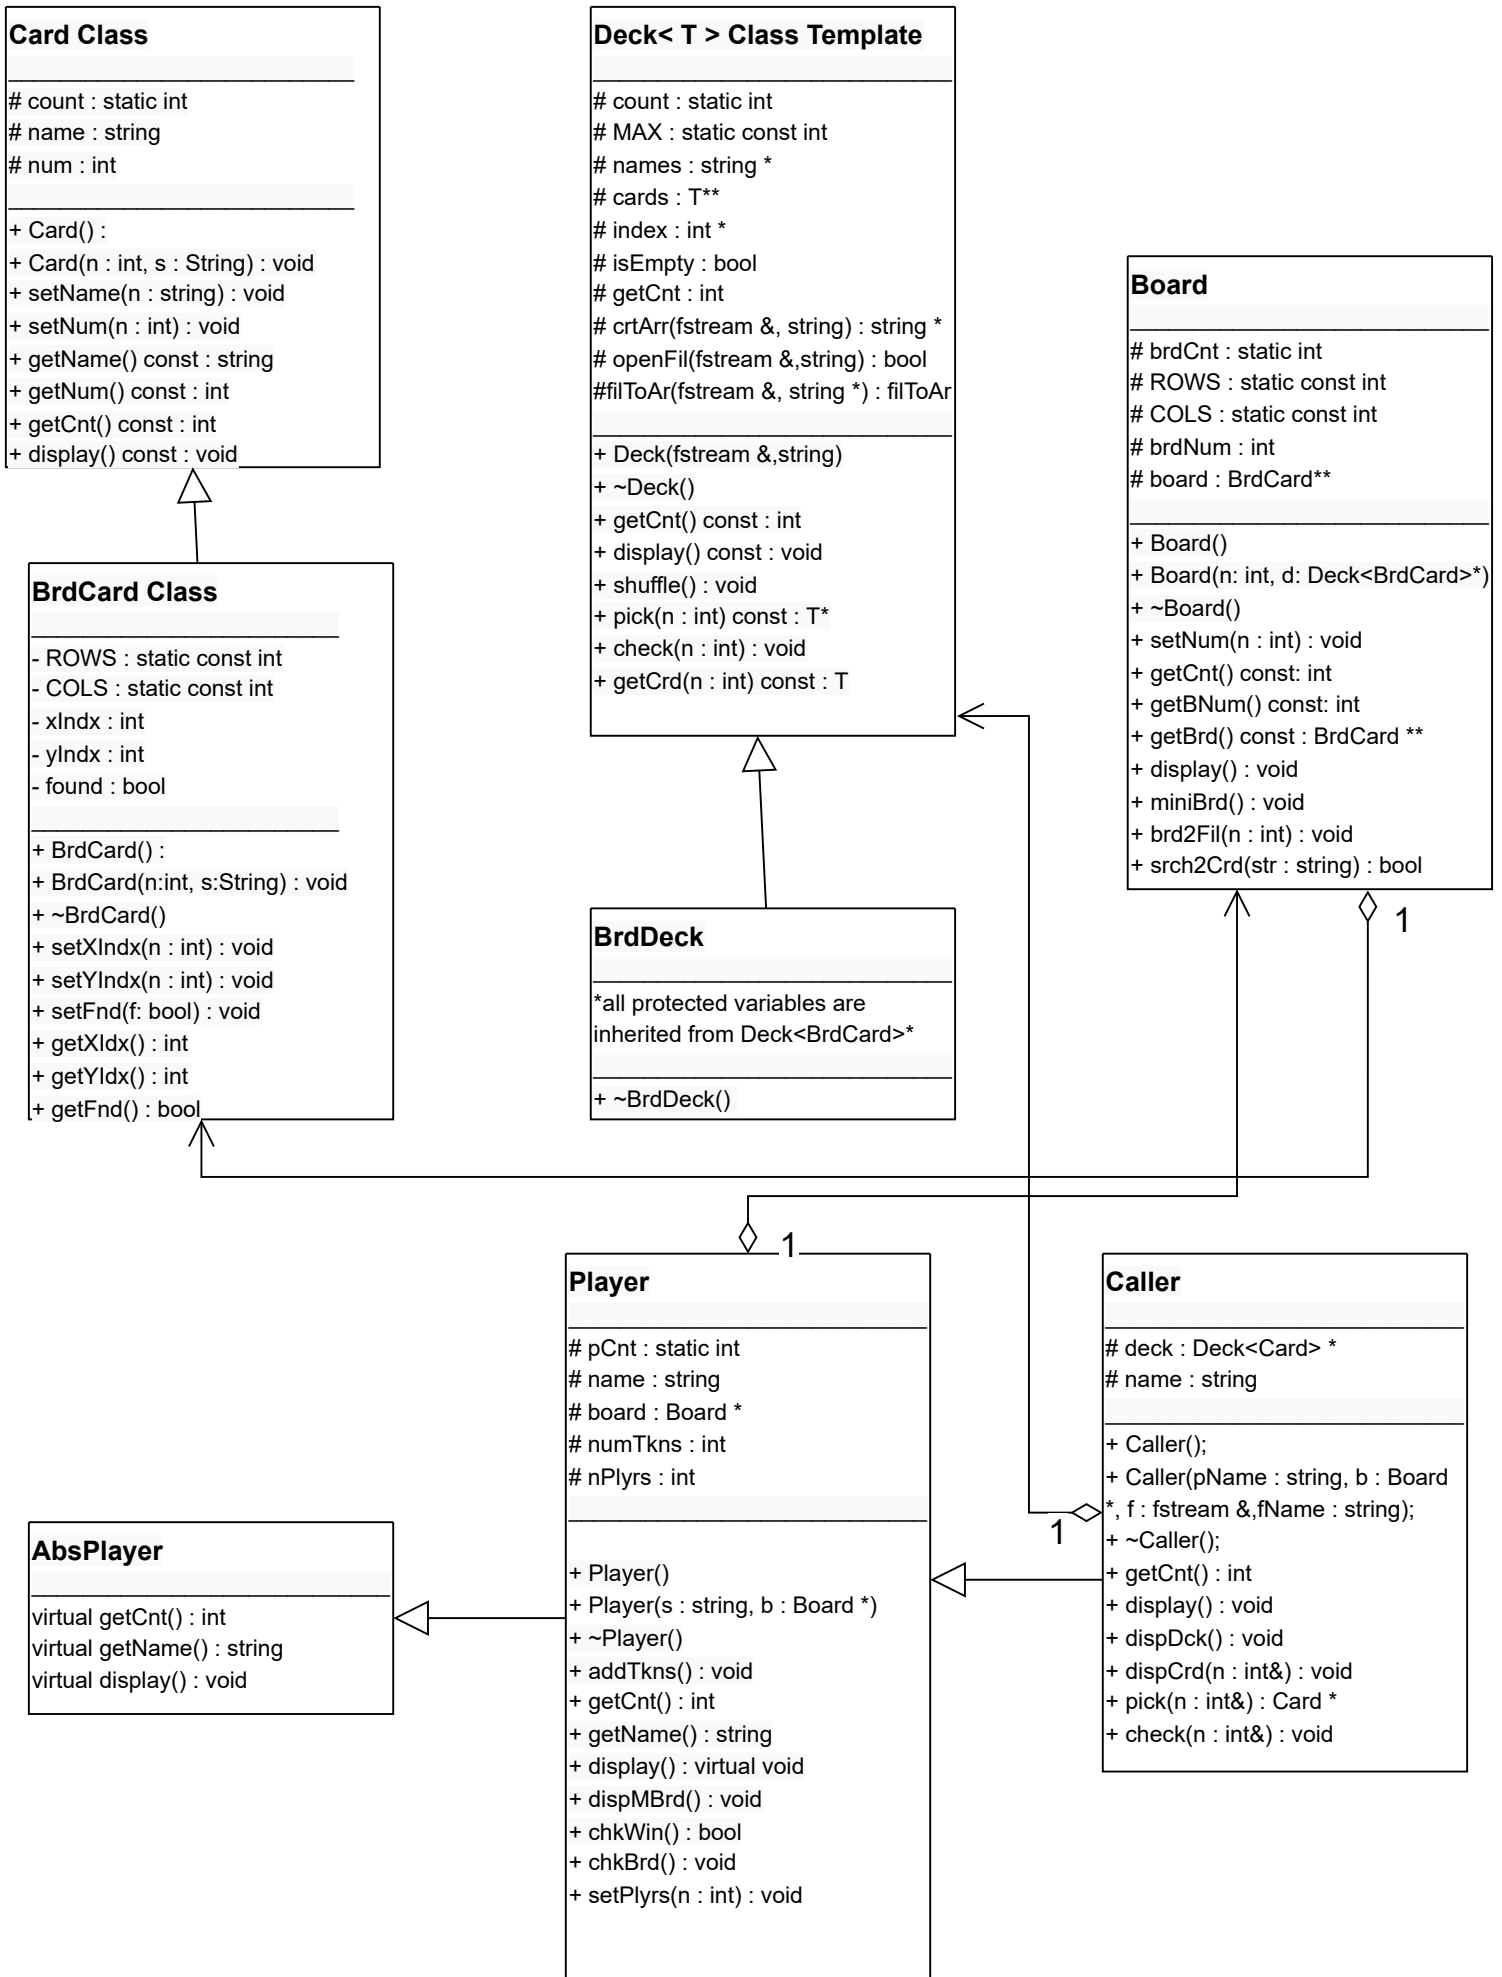 Card Class
# count : static int
# name : string
# num : int
+ Card() :
+ Card(n : int, s : String) : void
+ setName(n : string) : void
+ setNum(n : int) : void
+ getName() const : string
+ getNum() const : int
+ getCnt() const : int
+ display() const : void
Deck< T > Class Template
# count : static int
# MAX : static const int
# names : string *
# cards : T**
# index : int *
# isEmpty : bool
# getCnt : int
# crtArr(fstream &, string) : string *
# openFil(fstream &,string) : bool
#filToAr(fstream &, string *) : filToAr
+ Deck(fstream &,string)
+ ~Deck()
+ getCnt() const : int
+ display() const : void
+ shuffle() : void
+ pick(n : int) const : T*
+ check(n : int) : void
+ getCrd(n : int) const : T
Board
# brdCnt : static int
# ROWS : static const int
# COLS : static const int
# brdNum : int
# board : BrdCard**
+ Board()
+ Board(n: int, d: Deck<BrdCard>*)
+ ~Board()
+ setNum(n : int) : void
+ getCnt() const: int
+ getBNum() const: int
+ getBrd() const : BrdCard **
+ display() : void
+ miniBrd() : void
+ brd2Fil(n : int) : void
+ srch2Crd(str : string) : bool
1
BrdCard Class
- ROWS : static const int
- COLS : static const int
- xIndx : int
- yIndx : int
- found : bool
+ BrdCard() :
+ BrdCard(n:int, s:String) : void
+ ~BrdCard()
+ setXIndx(n : int) : void
+ setYIndx(n : int) : void
+ setFnd(f: bool) : void
+ getXIdx() : int
+ getYIdx() : int
+ getFnd() : bool
BrdDeck
*all protected variables are
inherited from Deck<BrdCard>*
+ ~BrdDeck()
1
Player
# pCnt : static int
# name : string
# board : Board *
# numTkns : int
# nPlyrs : int
+ Player()
+ Player(s : string, b : Board *)
+ ~Player()
+ addTkns() : void
+ getCnt() : int
+ getName() : string
+ display() : virtual void
+ dispMBrd() : void
+ chkWin() : bool
+ chkBrd() : void
+ setPlyrs(n : int) : void
Caller
# deck : Deck<Card> *
# name : string
+ Caller();
+ Caller(pName : string, b : Board
*, f : fstream &,fName : string);
+ ~Caller();
+ getCnt() : int
+ display() : void
+ dispDck() : void
+ dispCrd(n : int&) : void
+ pick(n : int&) : Card *
+ check(n : int&) : void
1
AbsPlayer
virtual getCnt() : int
virtual getName() : string
virtual display() : void